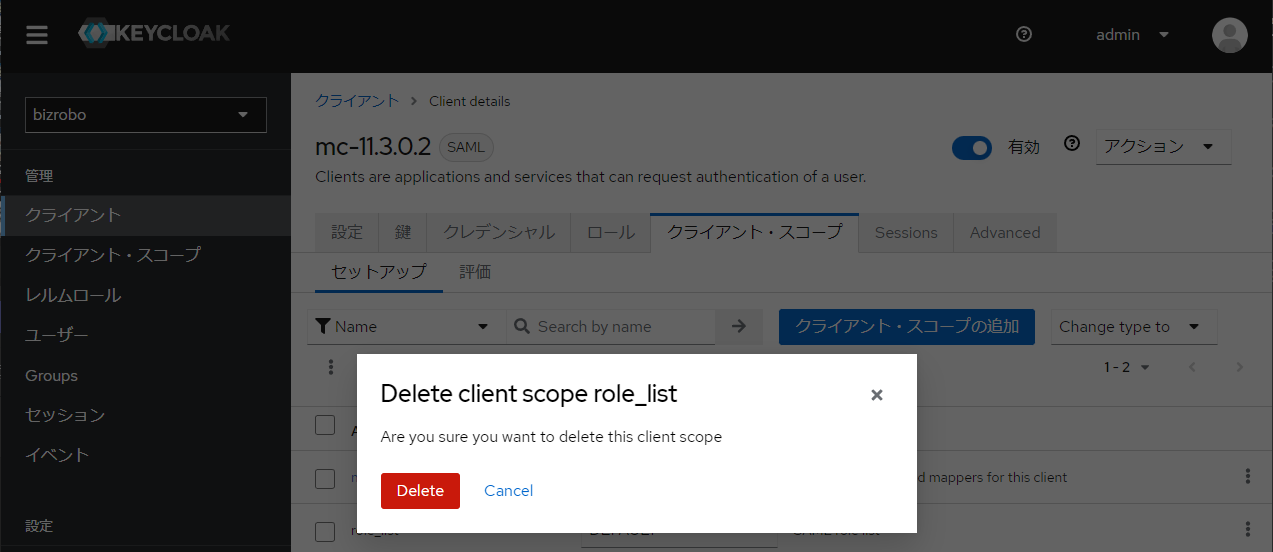 KEYCLOAK
admin
bizrobo
管理
クライアント
クライアント・スコープ
レルムロール
ユーザー
Groups
セッション
イベント
設定
クライアント > Client details
mc-11.3.0.2 SAML
有効
アクション
Clients are applications and services that can request authentication of a user.
設定 鍵 クレデンシャル ロール クライアント・スコープ Sessions Advanced
セットアップ 評価
Name
Search by name
クライアント・スコープの追加
Change type to
1 - 2
Delete client scope role_list
Are you sure you want to delete this client scope
Delete Cancel
d mappers for this client
role_list